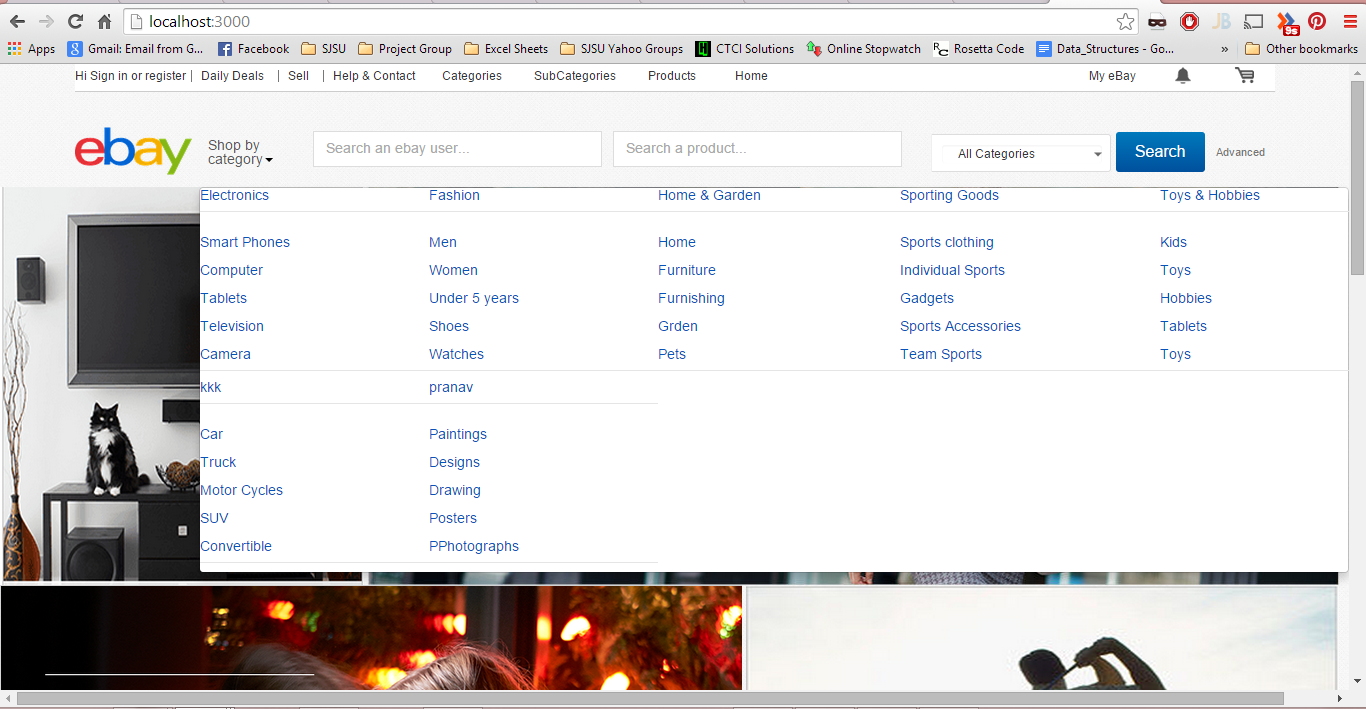 localhost:3000
9s
Apps Gmail: Email from G... Facebook SJSU Project Group Excel Sheets SJSU Yahoo Groups CTCI Solutions Online Stopwatch Rosetta Code Data_Structures - Go... » Other bookmarks
Hi Sign in or register | Daily Deals | Sell | Help & Contact Categories SubCategories Products Home My eBay
ebay Shop by category Search an ebay user... Search a product... All Categories Search Advanced
Electronics Fashion Home & Garden Sporting Goods Toys & Hobbies
Smart Phones Men Home Sports clothing Kids
Computer Women Furniture Individual Sports Toys
Tablets Under 5 years Furnishing Gadgets Hobbies
Television Shoes Grden Sports Accessories Tablets
Camera Watches Pets Team Sports Toys
kkk pranav
Car Paintings
Truck Designs
Motor Cycles Drawing
SUV Posters
Convertible PPhotographs